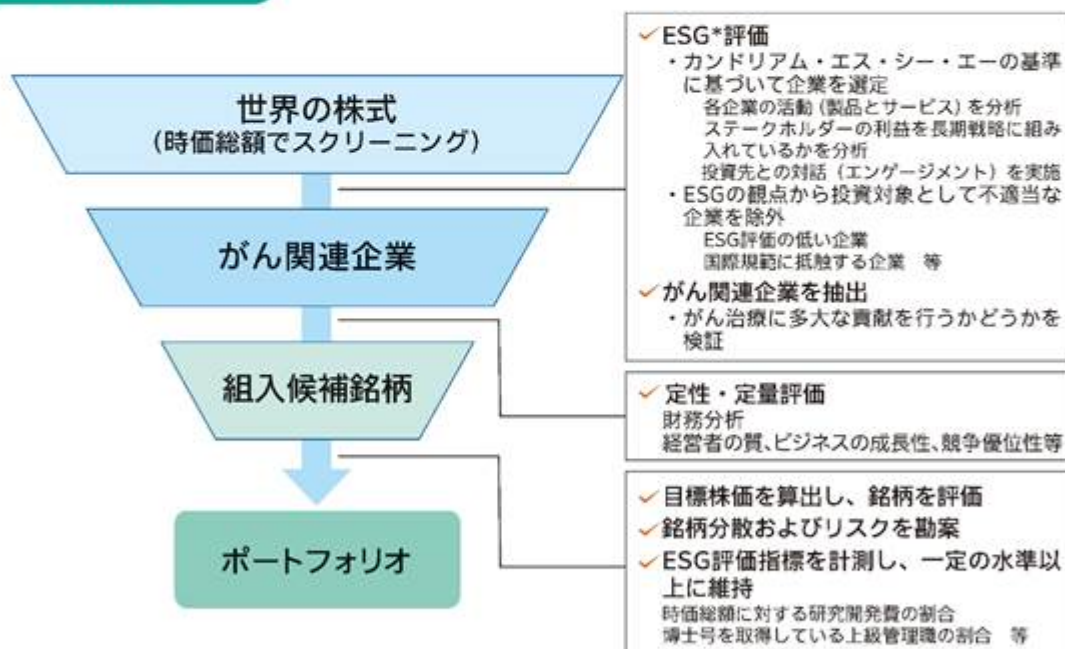 世界の株式
(時価総額でスクリーニング)
がん関連企業
組入候補銘柄
ポートフォリオ
✓ESG*評価
・カンドリアム・エス・シー・エーの基準
に基づいて企業を選定
各企業の活動(製品とサービス)を分析
ステークホルダーの利益を長期戦略に組み
入れているかを分析
投資先との対話（エンゲージメント）を実施
・ESGの観点から投資対象として不適当な
企業を除外
ESG評価の低い企業
国際規範に抵触する企業　等
✓がん関連企業を抽出
・がん治療に多大な貢献を行うかどうかを
検証
✓定性・定量評価
財務分析
経営者の質、ビジネスの成長性、競争優位性等
✓目標株価を算出し、銘柄を評価
✓銘柄分散およびリスクを勘案
✓ESG評価指標を計測し、一定の水準以
上に維持
時価総額に対する研究開発費の割合
博士号を取得している上級管理職の割合　等